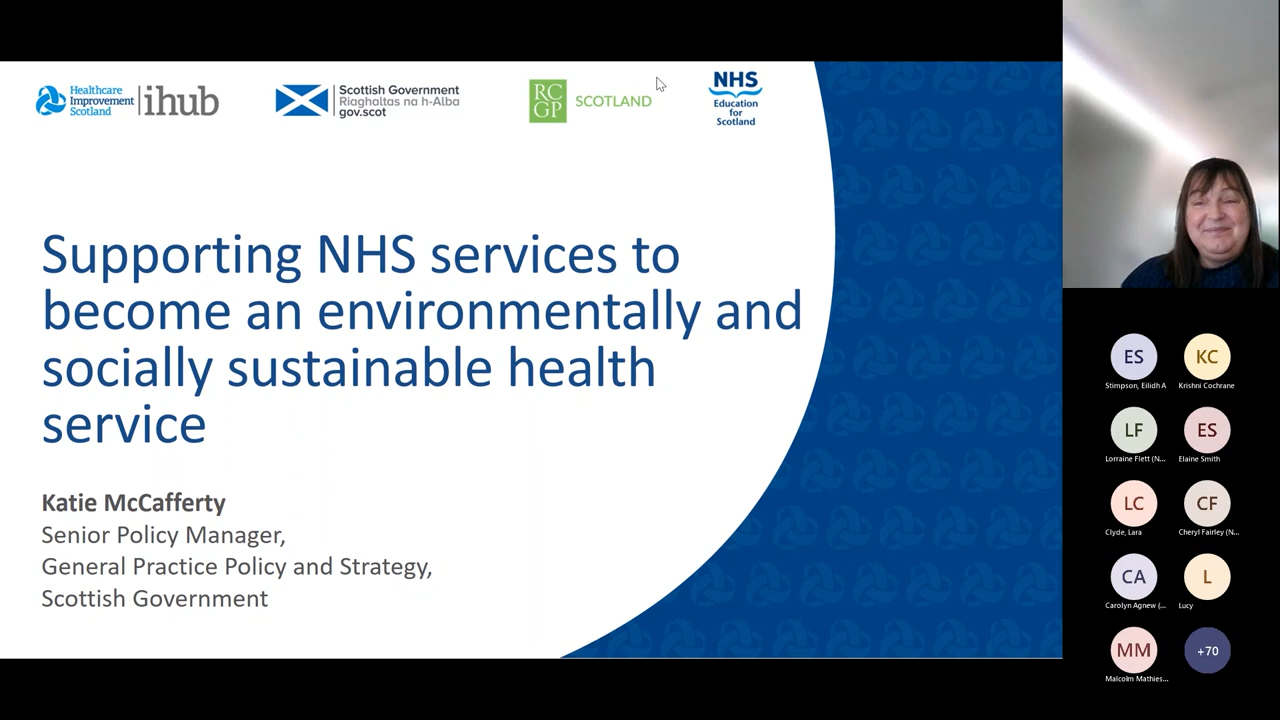 Healthcare
Improvement
Scotland
ihub
Scottish Government
Riaghaltas na h-Alba
gov.scot
RC
GP
SCOTLAND
NHS
Education
for
Scotland
Supporting NHS services to
become an environmentally and
socially sustainable health
service
Katie McCafferty
Senior Policy Manager,
General Practice Policy and Strategy,
Scottish Government
ES
KC
Stimpson, Eilidh A
Krishni Cochrane
LF
ES
Lorraine Flett (N...
Elaine Smith
LC
CF
Clyde, Lara
Cheryl Fairley (N...
CA
L
Carolyn Agnew (...
Lucy
MM
+70
Malcolm Mathies...